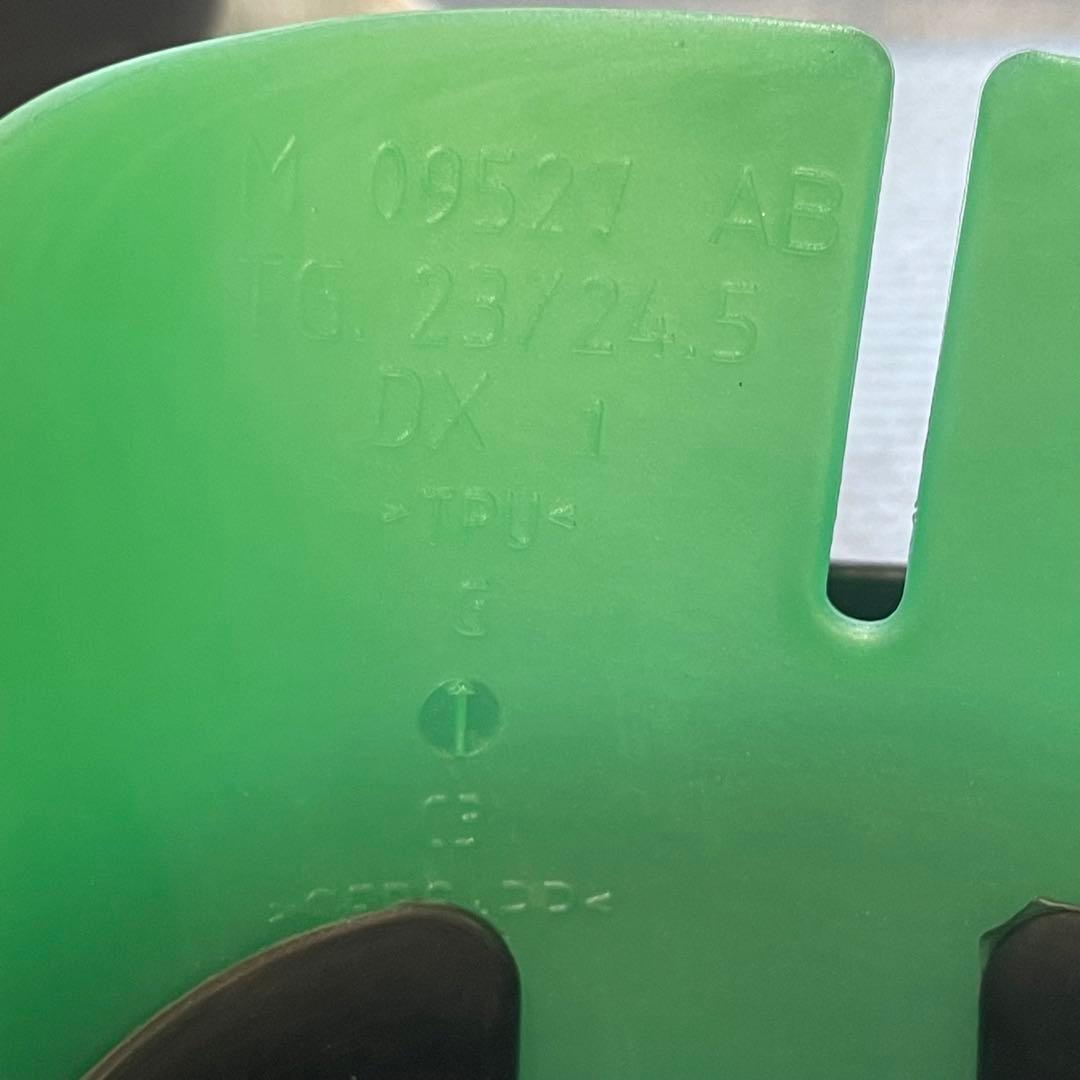 M. 09527 AB
TG. 23/24.5
DX 1
>TPU<